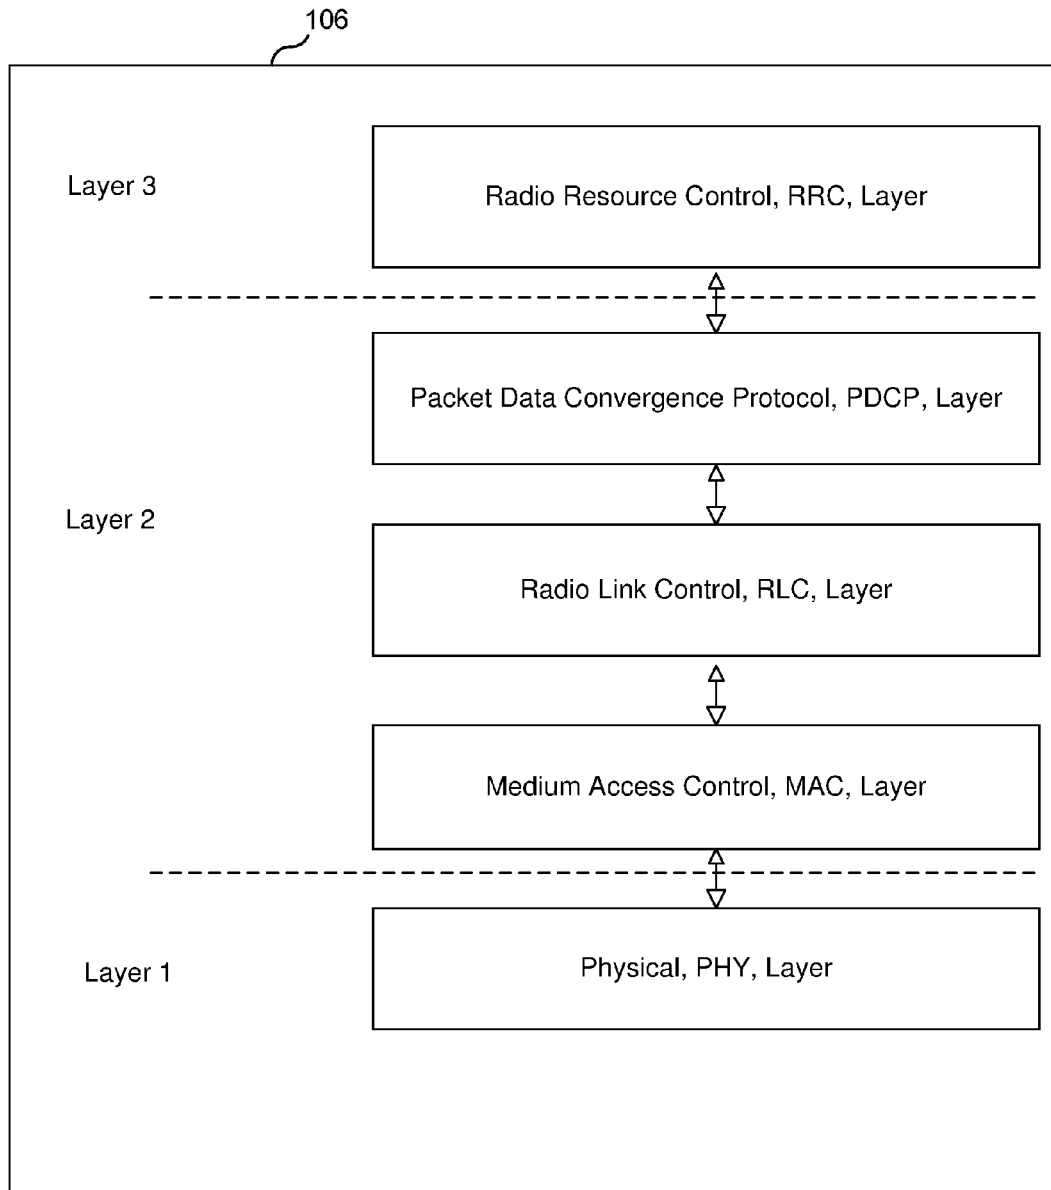 106
Layer 3
Radio Resource Control, RRC, Layer
Packet Data Convergence Protocol, PDCP, Layer
Layer 2
Radio Link Control, RLC, Layer
Medium Access Control, MAC, Layer
Layer 1
Physical, PHY, Layer